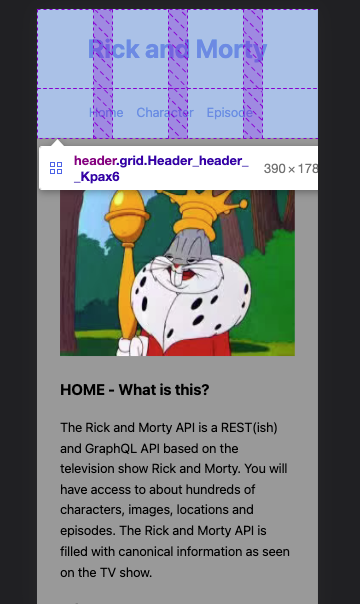 Rick and Morty
Home Character Episode
header.grid.Header_header_
_Kpax6
390 × 178
HOME - What is this?
The Rick and Morty API is a REST(ish)
and GraphQL API based on the
television show Rick and Morty. You will
have access to about hundreds of
characters, images, locations and
episodes. The Rick and Morty API is
filled with canonical information as seen
on the TV show.